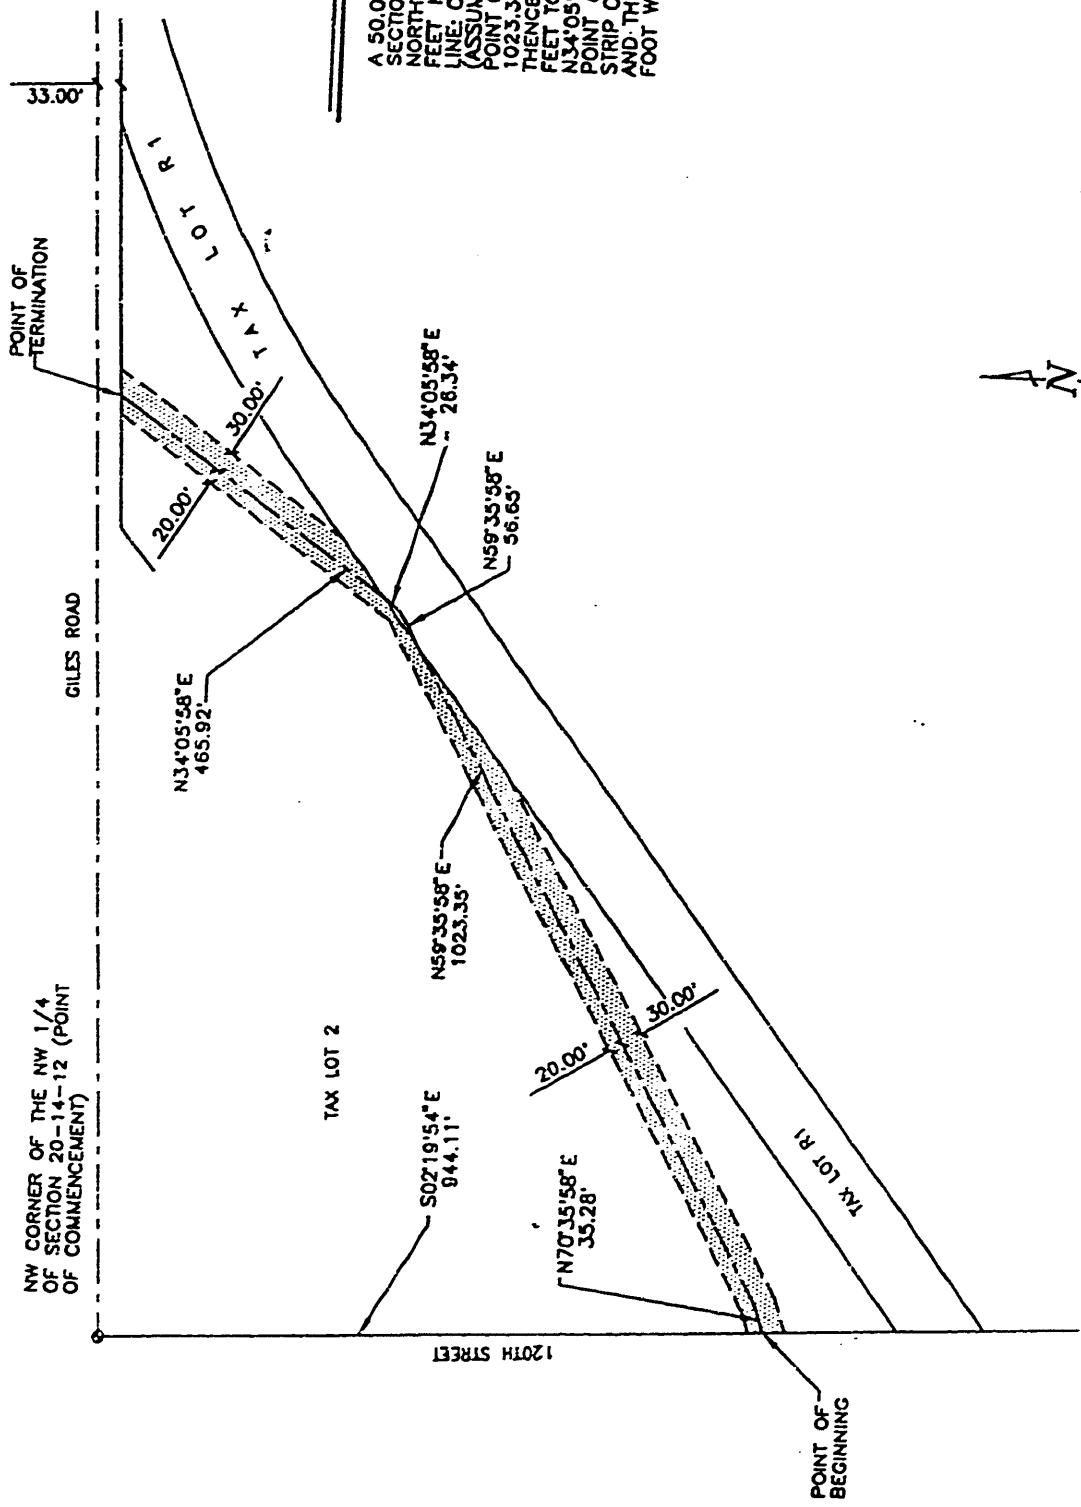 NW CORNER OF THE NW 1/4
OF SECTION 20-14-12 (POINT
OF COMMENCEMENT)
GILES ROAD
POINT OF
TERMINATION
33.00'
TAX LOT R1
30.00'
20.00'
N34°05'58"E
465.92'
N34°05'58"E
26.34'
N59°35'58"E
56.65'
N59°35'58"E
1023.35'
TAX LOT 2
S02°19'54"E
944.11'
20.00'
30.00'
N70°35'58"E
35.28'
TAX LOT R1
120TH STREET
POINT OF
BEGINNING
N
A 50.0
SECTION
NORTH
FEET
LINE: C
(ASSUM
POINT
1023.3
THENCE
FEET TO
N34°05'
POINT
STRIP O
AND TH
FOOT W